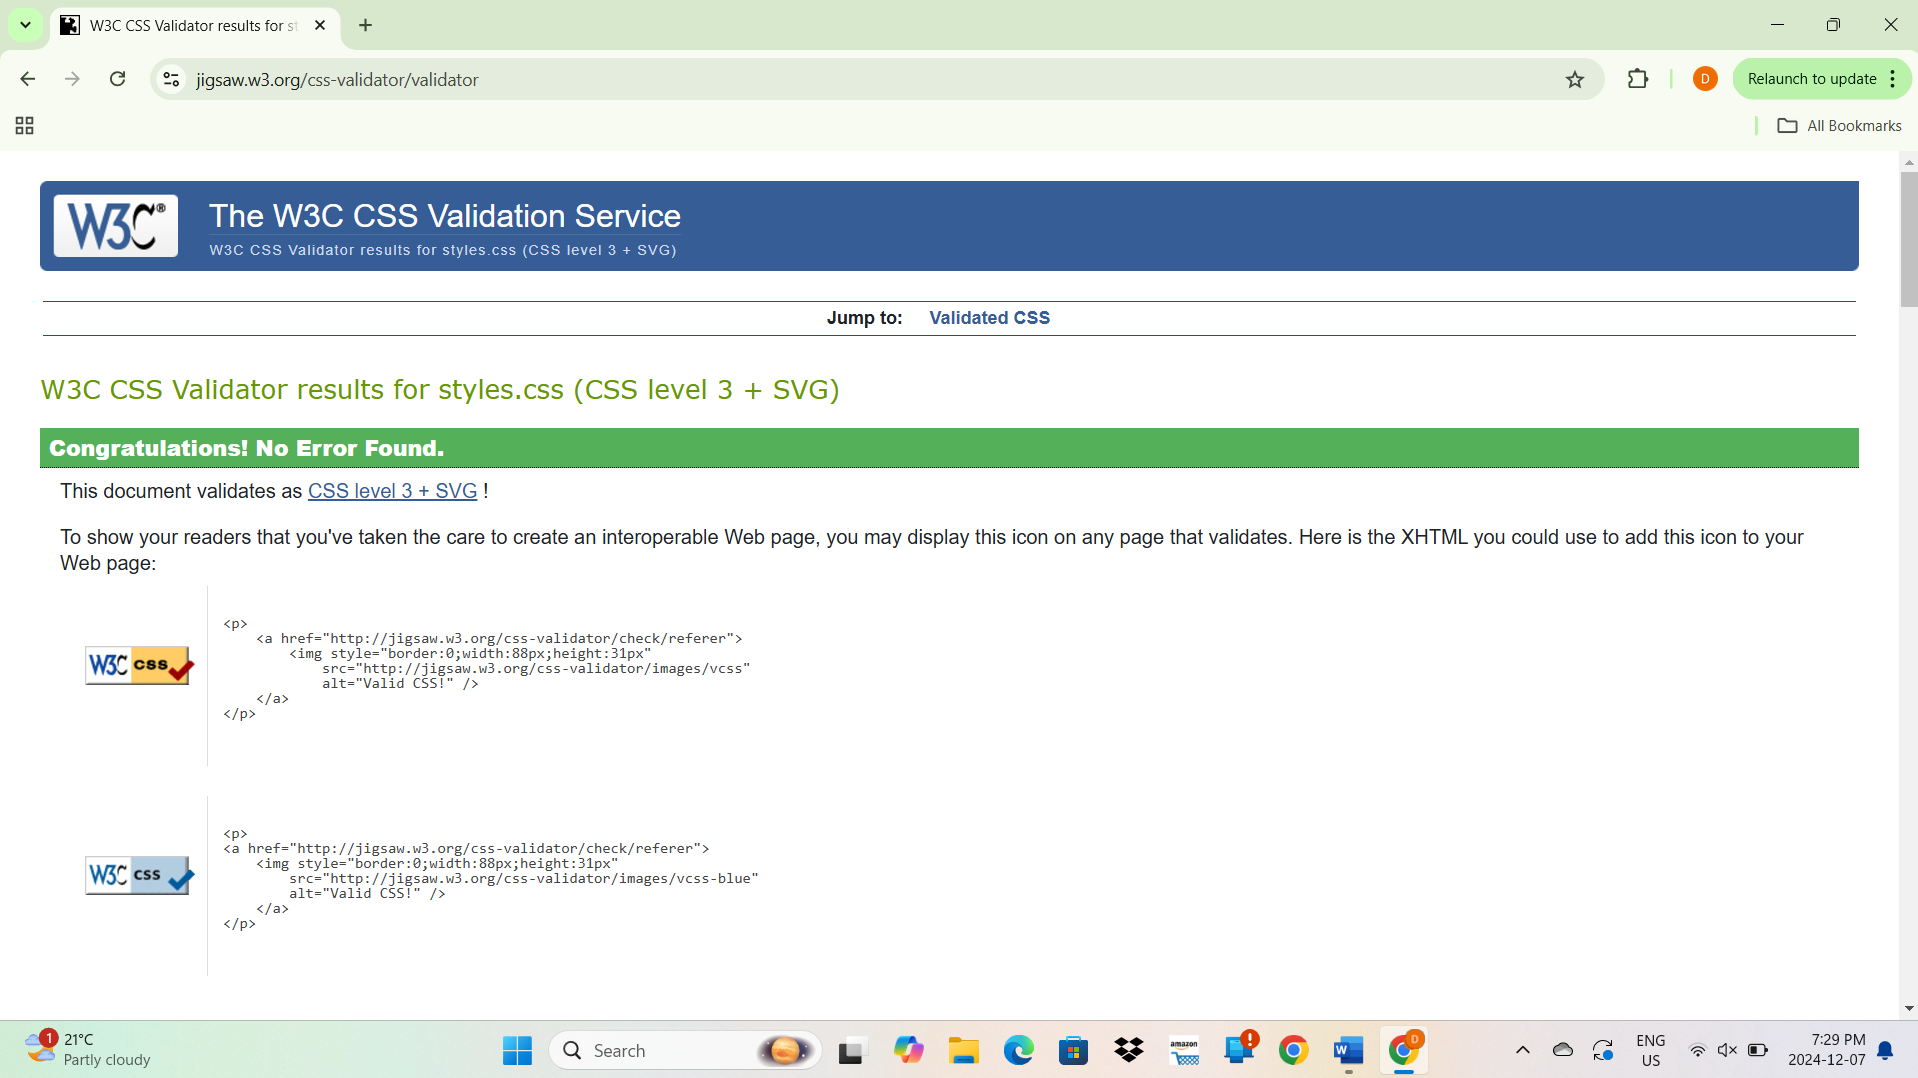 W3C CSS Validator results for st
jigsaw.w3.org/css-validator/validator
D
Relaunch to update
All Bookmarks
W3C®
The W3C CSS Validation Service
W3C CSS Validator results for styles.css (CSS level 3 + SVG)
Jump to: Validated CSS
W3C CSS Validator results for styles.css (CSS level 3 + SVG)
Congratulations! No Error Found.
This document validates as CSS level 3 + SVG !
To show your readers that you've taken the care to create an interoperable Web page, you may display this icon on any page that validates. Here is the XHTML you could use to add this icon to your
Web page:
<p>
<a href="http://jigsaw.w3.org/css-validator/check/referer">
<img style="border:0;width:88px;height:31px"
W3C css
src="http://jigsaw.w3.org/css-validator/images/vcss"
alt="Valid CSS!" />
</a>
</p>
<p>
<a href="http://jigsaw.w3.org/css-validator/check/referer">
<img style="border:0;width:88px;height:31px"
W3C css
src="http://jigsaw.w3.org/css-validator/images/vcss-blue"
alt="Valid CSS!" />
</a>
</p>
1
21°C
Partly cloudy
Search
amazon
!
W
D
ENG
US
7:29 PM
2024-12-07